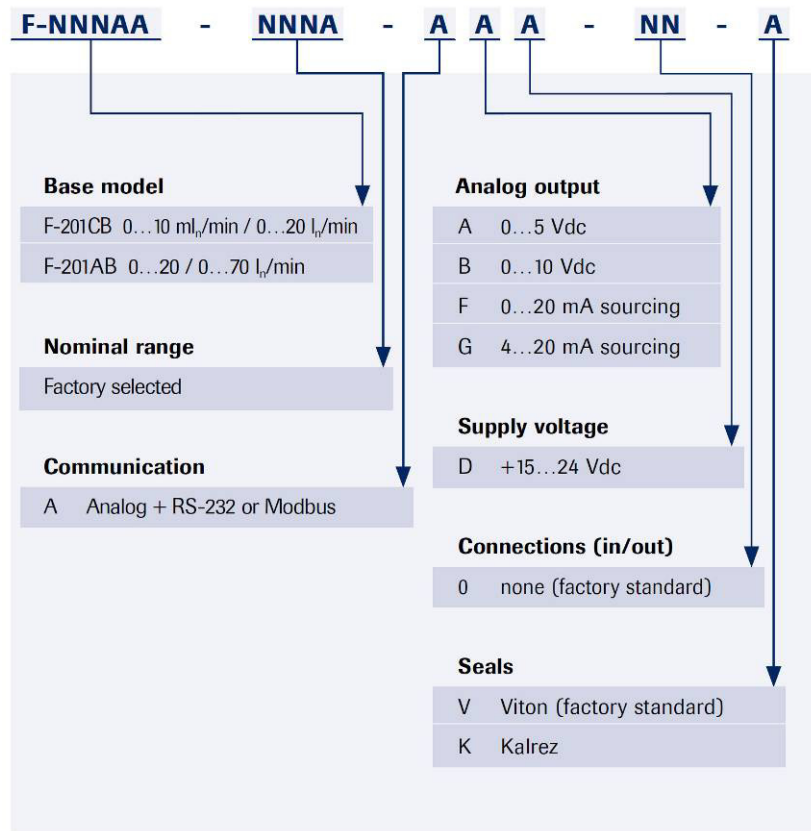 F-NNNAA - NNNA - A A A - NN - A
Base model
F-201CB 0…10 mlₙ/min / 0…20 lₙ/min
F-201AB 0…20 / 0…70 lₙ/min
Nominal range
Factory selected
Communication
A Analog + RS-232 or Modbus
Analog output
A 0…5 Vdc
B 0…10 Vdc
F 0…20 mA sourcing
G 4…20 mA sourcing
Supply voltage
D +15…24 Vdc
Connections (in/out)
0 none (factory standard)
Seals
V Viton (factory standard)
K Kalrez